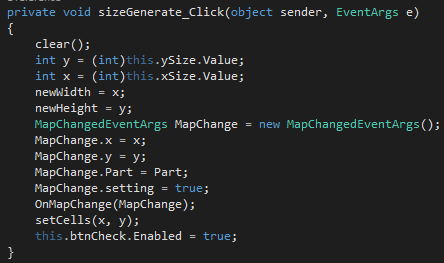 private void sizeGenerate_Click(object sender, EventArgs e)
{
clear();
int y = (int)this.ySize.Value;
int x = (int)this.xSize.Value;
newWidth = x;
newHeight = y;
MapChangedEventArgs MapChange = new MapChangedEventArgs();
MapChange.x = x;
MapChange.y = y;
MapChange.Part = Part;
MapChange.setting = true;
OnMapChange(MapChange);
setCells(x, y);
this.btnCheck.Enabled = true;
}